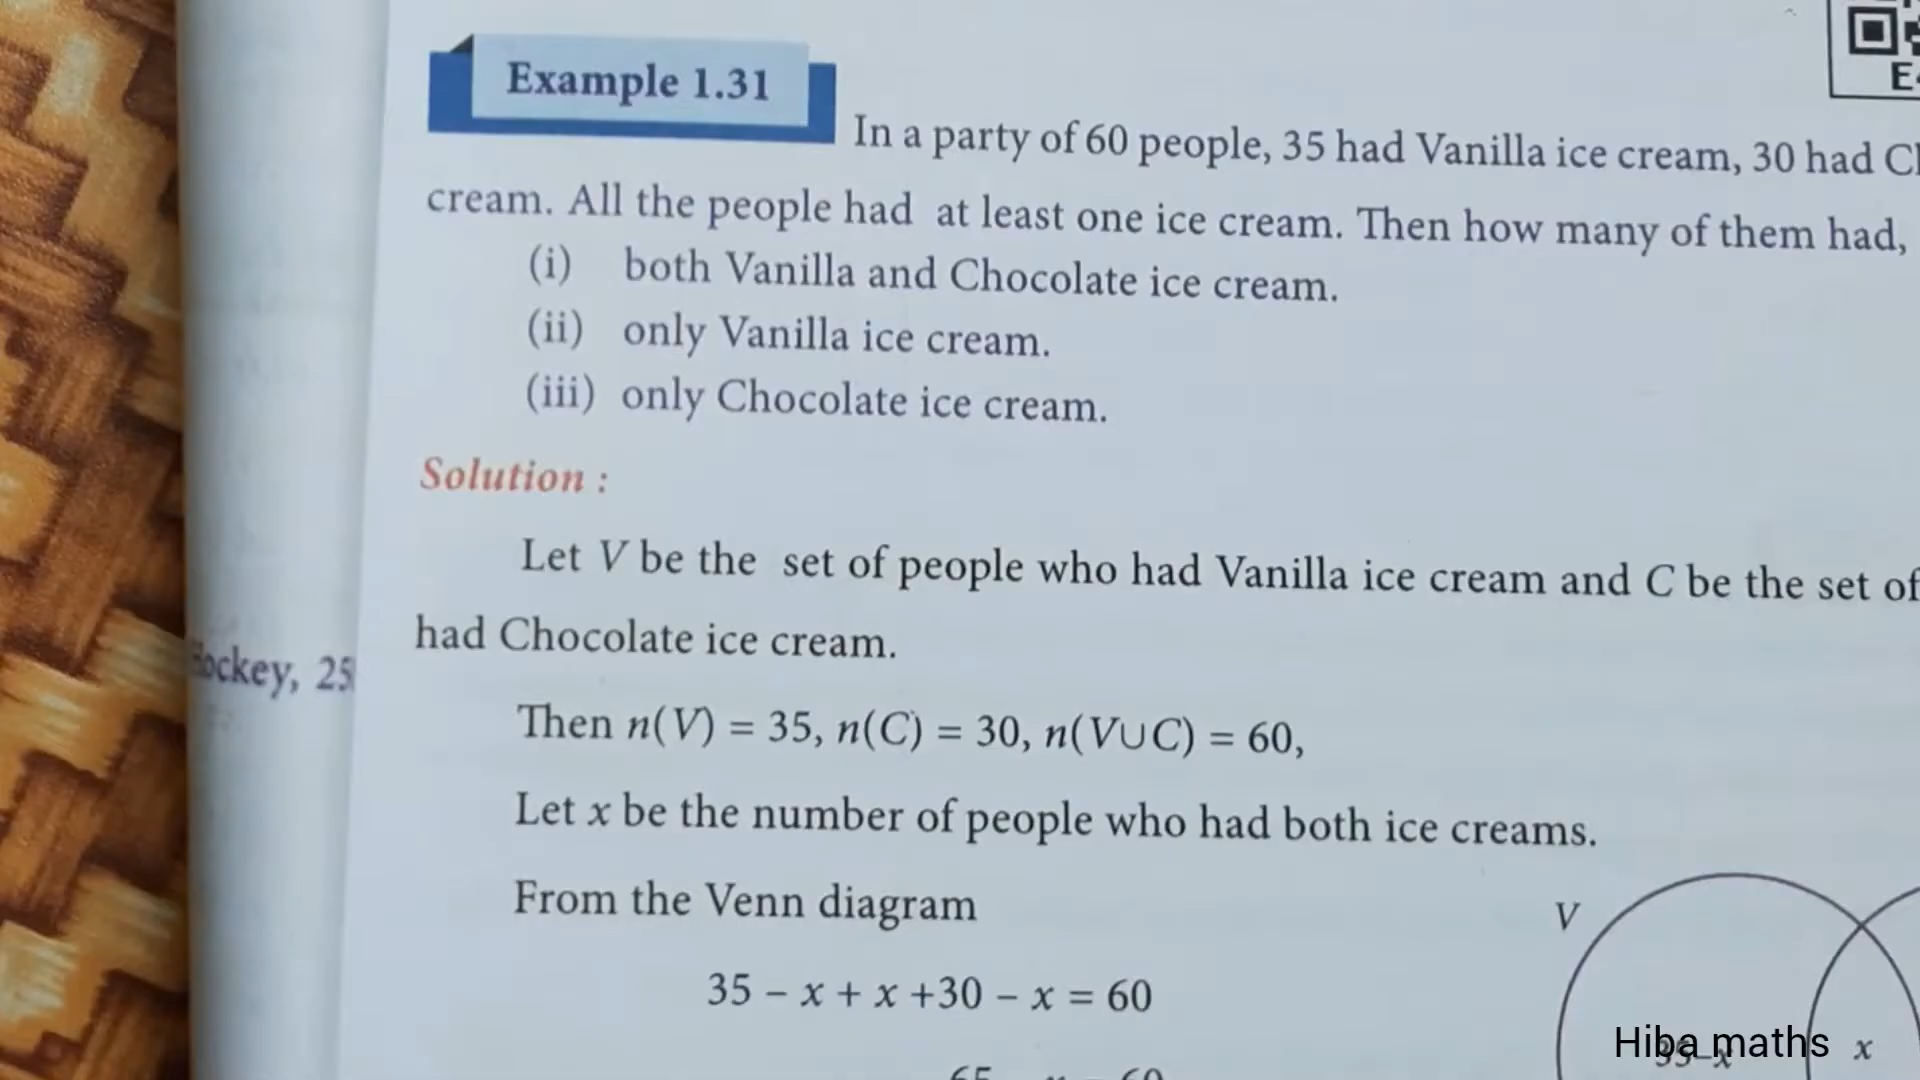 Example 1.31
In a party of 60 people, 35 had Vanilla ice cream, 30 had
cream. All the people had at least one ice cream. Then how many of them had,
(i) both Vanilla and Chocolate ice cream.
(ii) only Vanilla ice cream.
(iii) only Chocolate ice cream.
Solution :
Let V be the set of people who had Vanilla ice cream and C be the set of
had Chocolate ice cream.
ockey, 25
Then n(V) = 35, n(C) = 30, n(V∪C) = 60,
Let x be the number of people who had both ice creams.
From the Venn diagram
V
35 – x + x +30 – x = 60
35–x
x
Hiba maths